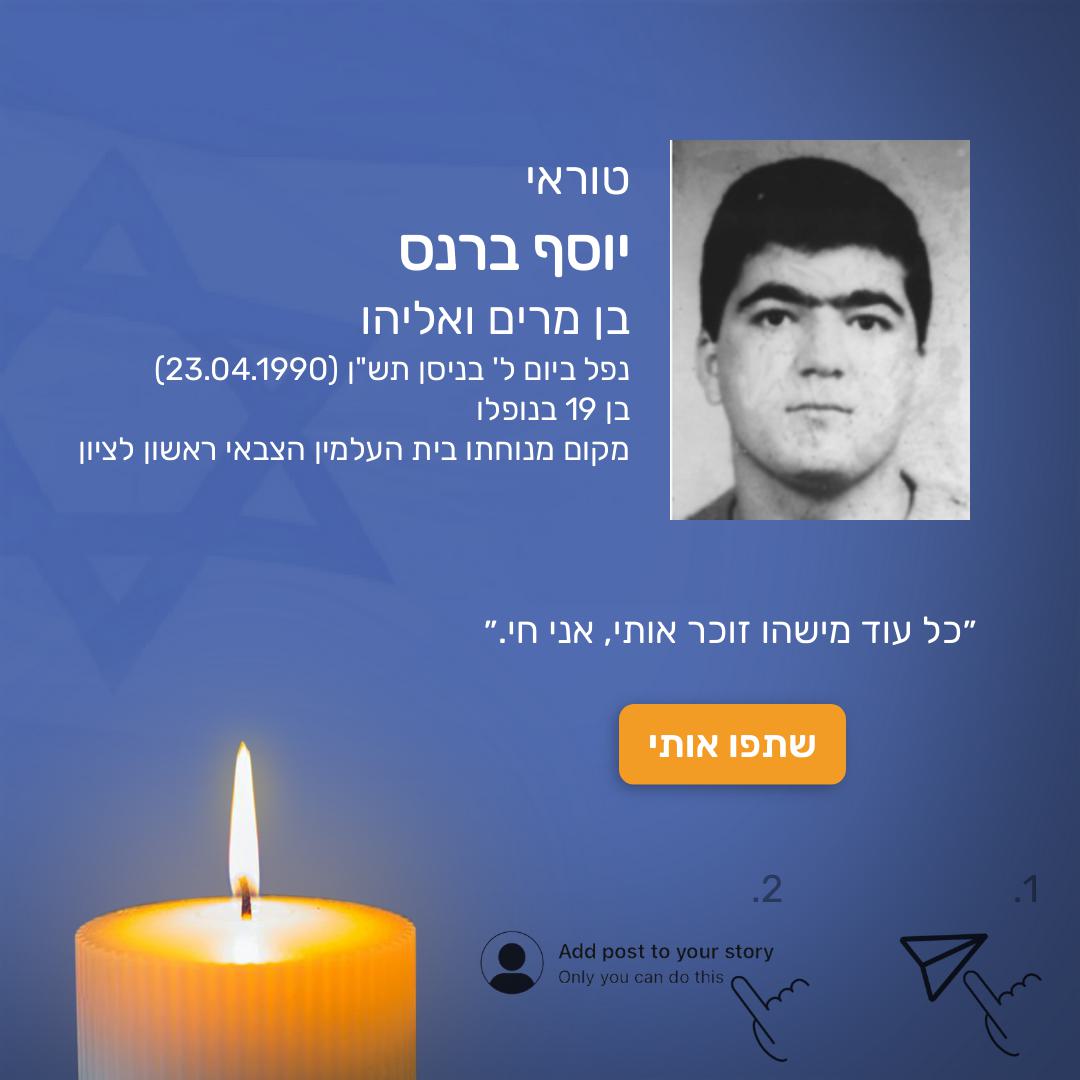 טוראי
יוסף ברנס
בן מרים ואליהו
נפל ביום ל' בניסן תש"ן (23.04.1990)
בן 19 בנופלו
מקום מנוחתו בית העלמין הצבאי ראשון לציון
״כל עוד מישהו זוכר אותי, אני חי.״
שתפו אותי
1.
2.
Add post to your story
Only you can do this